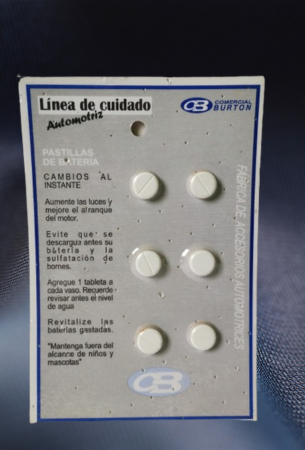 Línea de cuidado
Automotriz
CB COMERCIAL
BURTON
PASTILLAS
DE BATERIA
CAMBIOS AL
INSTANTE
Aumente las luces y
mejore el arranque
del motor.
Evite que se
descargue antes su
batería y la
sulfatación de
bornes.
Agregue 1 tableta a
cada vaso. Recuerde
revisar antes el nivel
de agua
Revitalize las
baterías gastadas.
"Mantenga fuera del
alcance de niños y
mascotas"
FABRICA DE ACCESORIOS AUTOMOTRICES
CB